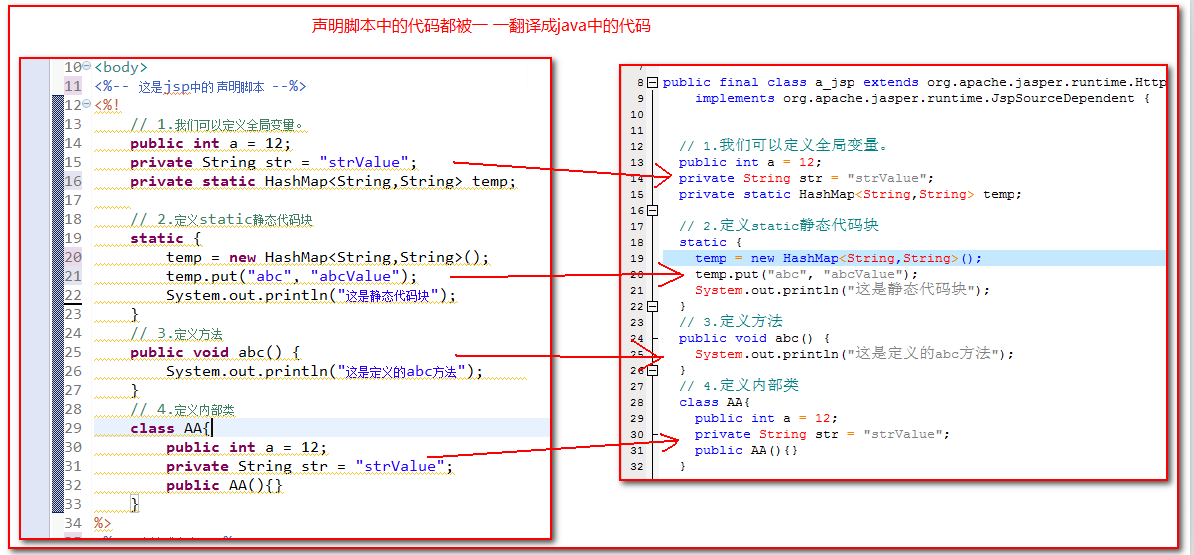 声明脚本中的代码都被一 一翻译成java中的代码
10 <body>
11 <%-- 这是jsp中的 声明脚本 --%>
12 <%!
13 // 1.我们可以定义全局变量。
14 public int a = 12;
15 private String str = "strValue";
16 private static HashMap<String,String> temp;
17
18 // 2.定义static静态代码块
19 static {
20 temp = new HashMap<String,String>();
21 temp.put("abc", "abcValue");
22 System.out.println("这是静态代码块");
23 }
24 // 3.定义方法
25 public void abc() {
26 System.out.println("这是定义的abc方法");
27 }
28 // 4.定义内部类
29 class AA{
30 public int a = 12;
31 private String str = "strValue";
32 public AA(){}
33 }
34 %>
8 public final class a_jsp extends org.apache.jasper.runtime.Http
9 implements org.apache.jasper.runtime.JspSourceDependent {
10
11
12 // 1.我们可以定义全局变量。
13 public int a = 12;
14 private String str = "strValue";
15 private static HashMap<String,String> temp;
16
17 // 2.定义static静态代码块
18 static {
19 temp = new HashMap<String,String>();
20 temp.put("abc", "abcValue");
21 System.out.println("这是静态代码块");
22 }
23 // 3.定义方法
24 public void abc() {
25 System.out.println("这是定义的abc方法");
26 }
27 // 4.定义内部类
28 class AA{
29 public int a = 12;
30 private String str = "strValue";
31 public AA(){}
32 }